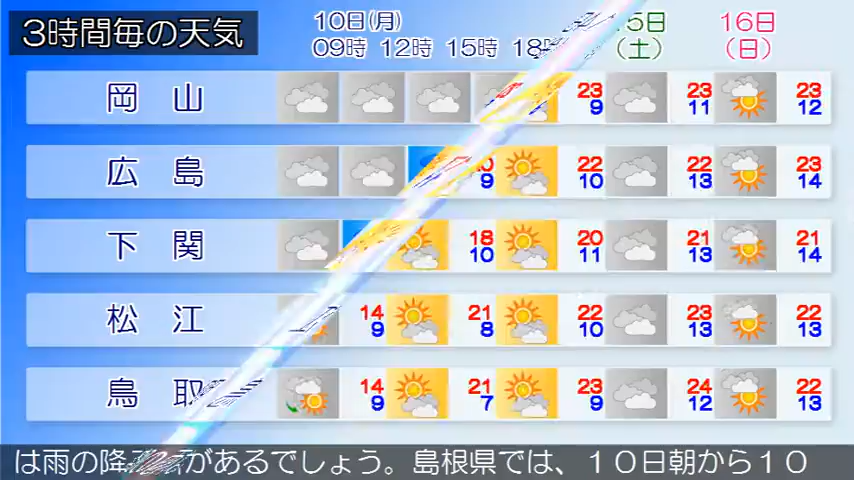 3時間毎の天気
10日(月)
09時 12時 15時 18時
5日 16日
(土) (日)
岡山 23 9 23 11 23 12
広島 9 22 10 22 13 23 14
下関 18 10 20 11 21 13 21 14
松江 14 9 21 8 22 10 23 13 22 13
鳥取 14 9 21 7 23 9 24 12 22 13
は雨の降 があるでしょう。島根県では、10日朝から10